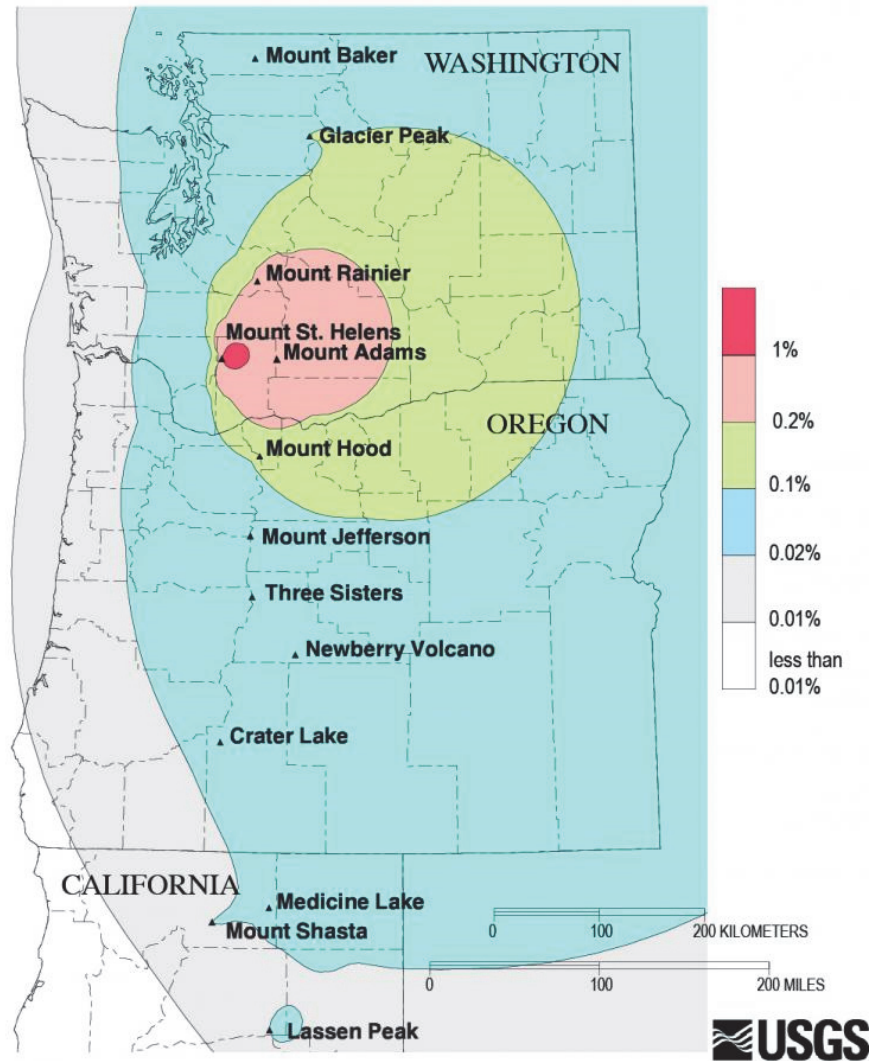 Mount Baker
WASHINGTON
Glacier Peak
Mount Rainier
Mount St. Helens
Mount Adams
1%
0.2%
OREGON
Mount Hood
0.1%
Mount Jefferson
0.02%
Three Sisters
0.01%
Newberry Volcano
less than
0.01%
Crater Lake
CALIFORNIA
Medicine Lake
Mount Shasta
0 100 200 KILOMETERS
0 100 200 MILES
Lassen Peak
USGS